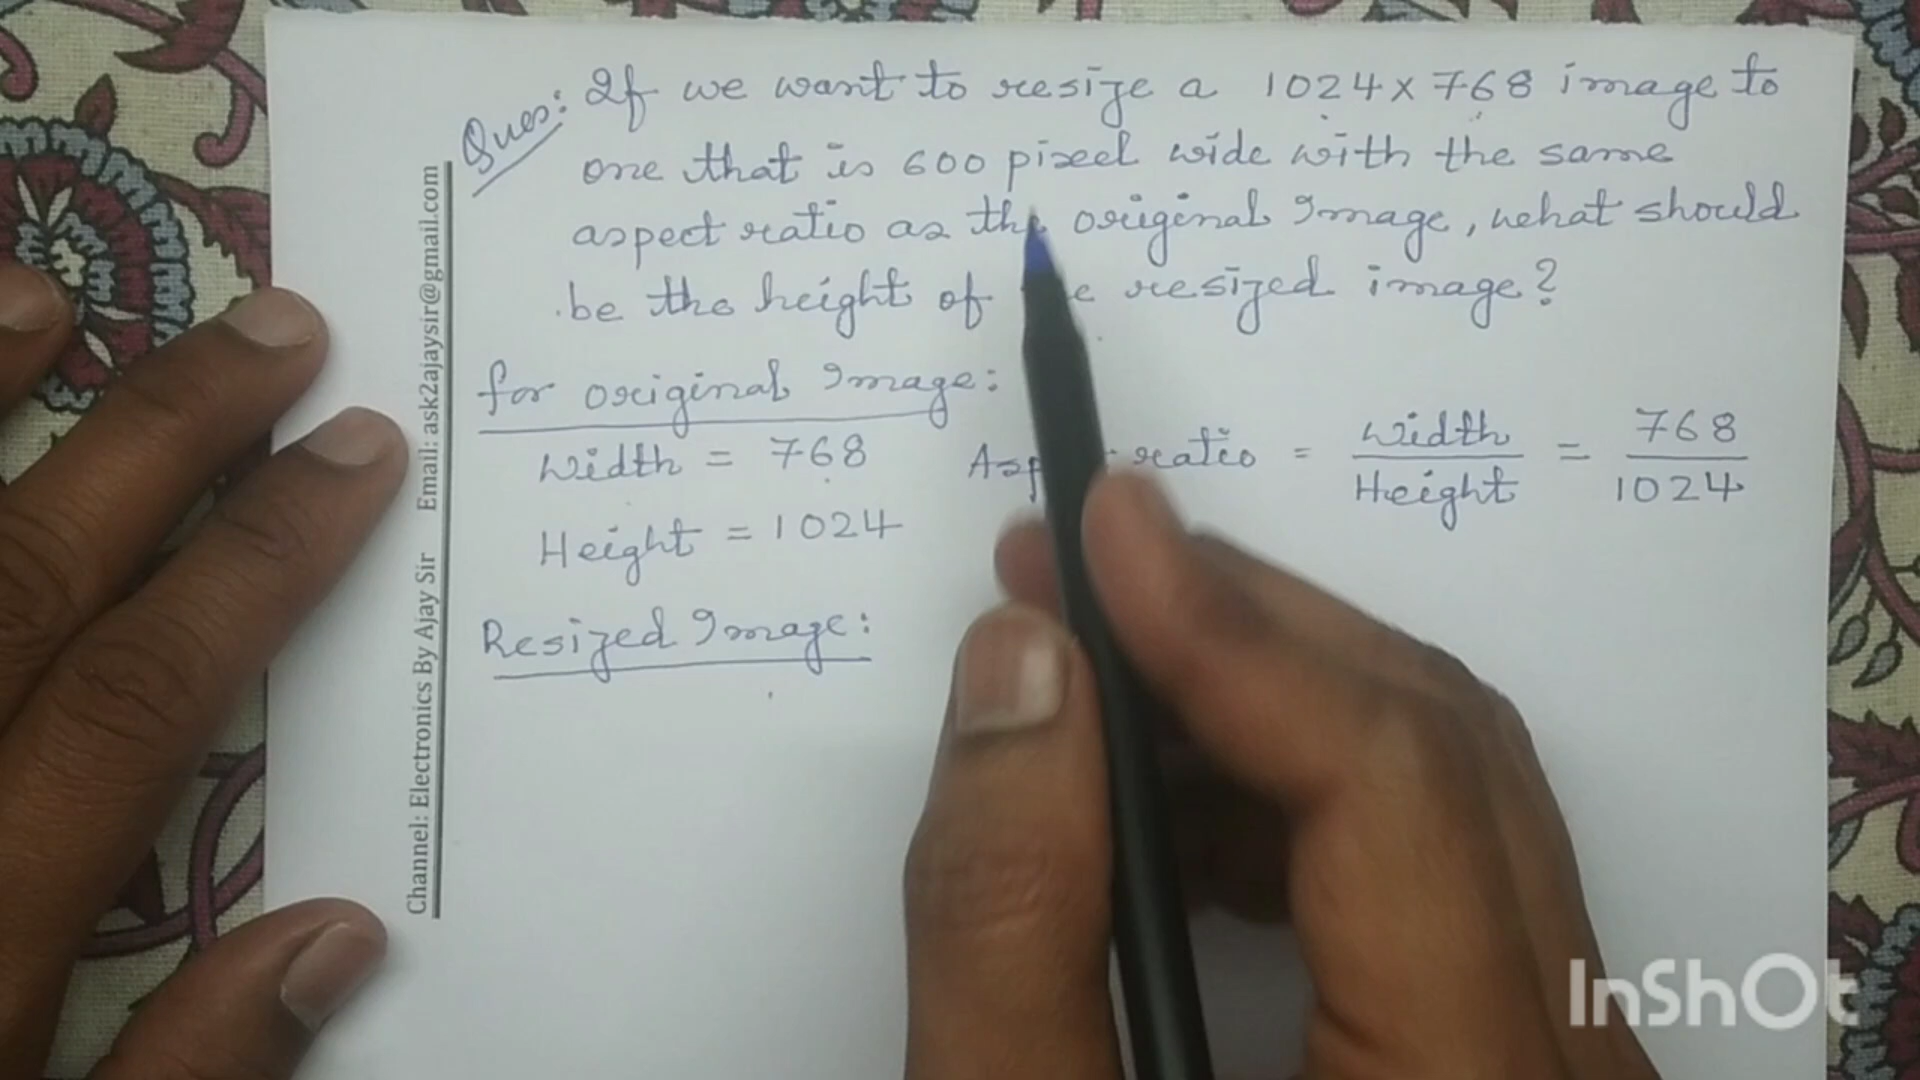 Ques: If we want to resize a 1024 x 768 image to
one that is 600 pixel wide with the same
aspect ratio as the original Image, what should
be the height of resized image?
for original Image:
Width = 768
Height = 1024
ratio = Width / Height = 768 / 1024
Resized Image:
Channel: Electronics By Ajay Sir Email: ask2ajaysir@gmail.com
InShOt